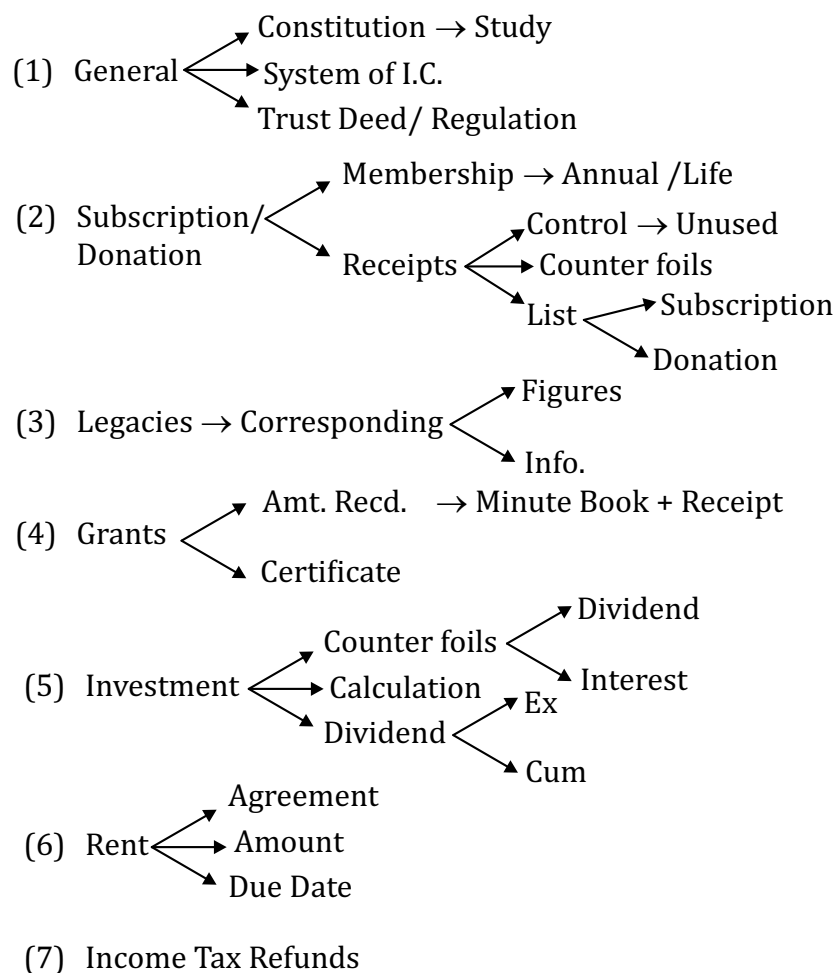 Constitution → Study
(1) General
System of I.C.
Trust Deed/ Regulation
Membership → Annual /Life
(2) Subscription/
Donation
Control → Unused
Receipts
Counter foils
List
Subscription
Donation
Figures
(3) Legacies → Corresponding
Info.
Amt. Recd. → Minute Book + Receipt
(4) Grants
Certificate
Dividend
Counter foils
Interest
(5) Investment
Calculation
Ex
Dividend
Cum
Agreement
(6) Rent
Amount
Due Date
(7) Income Tax Refunds